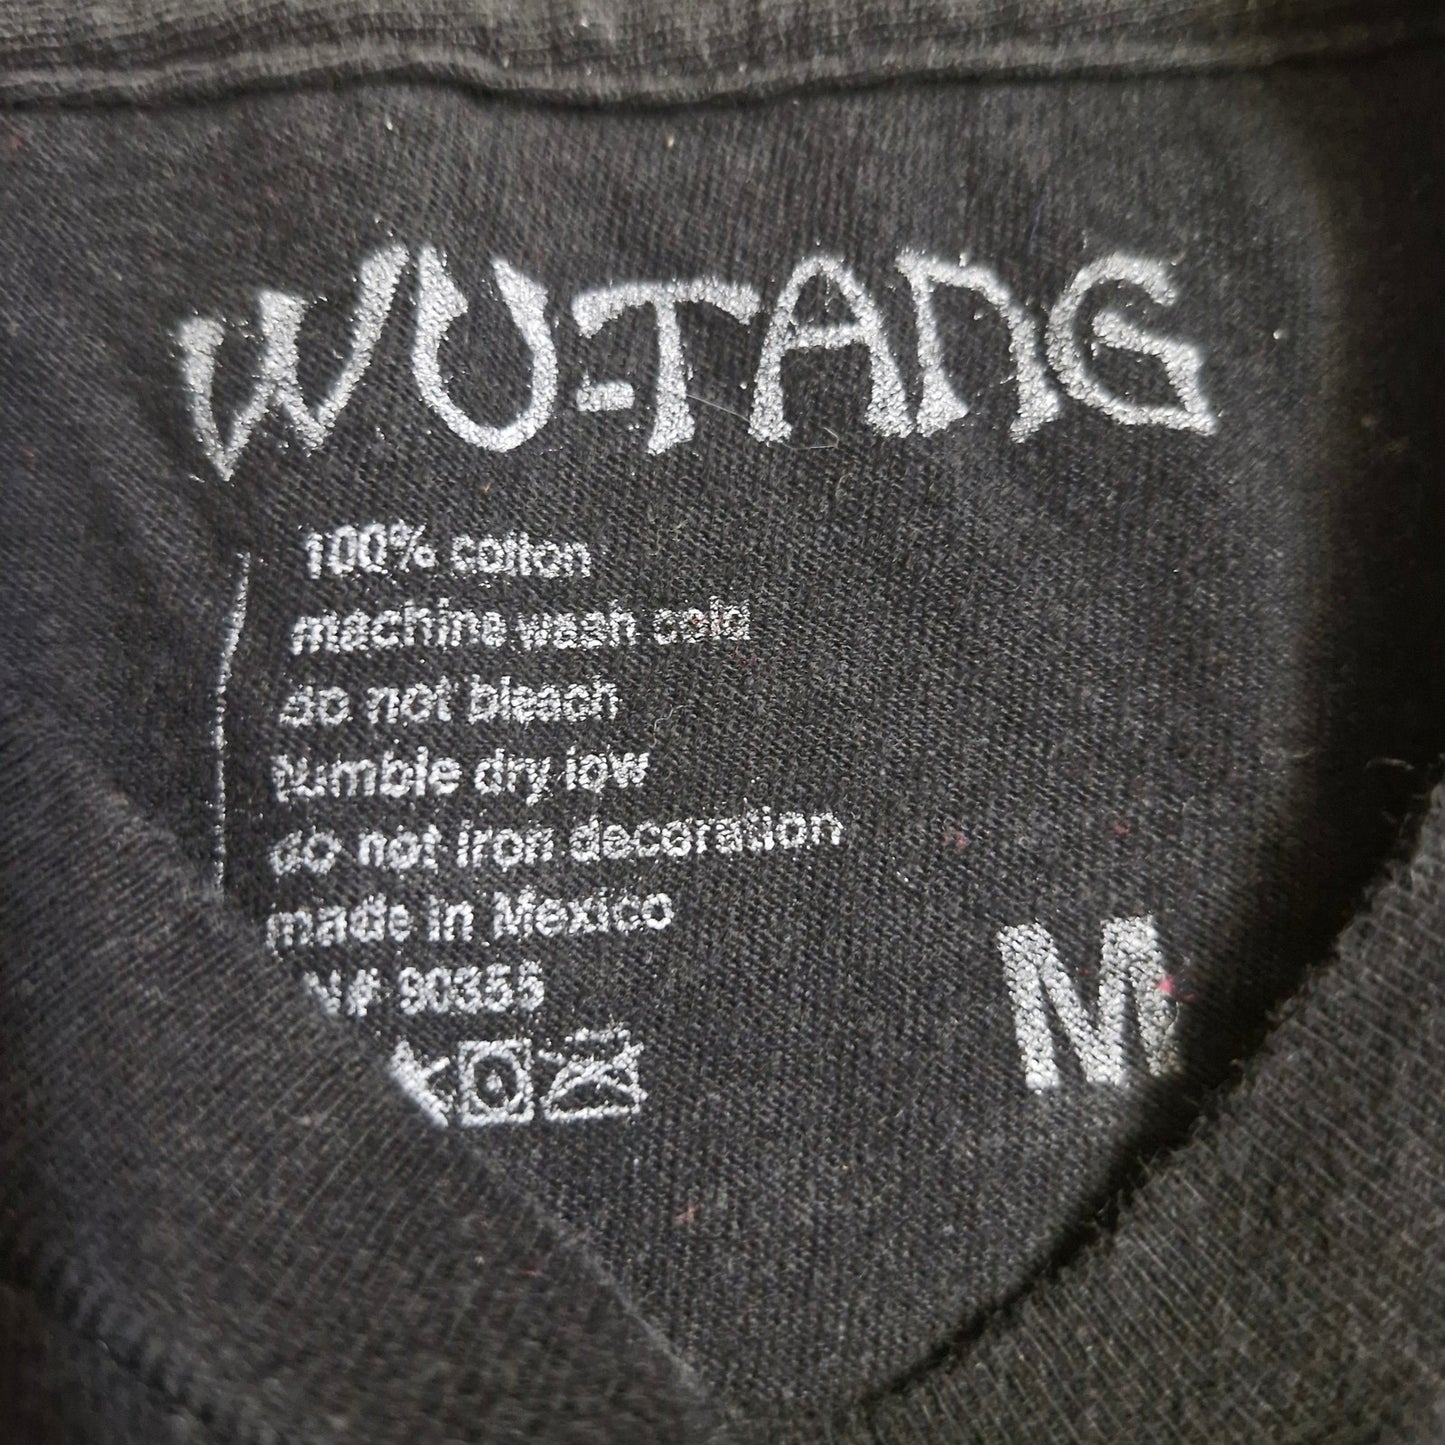 WU-TANG
100% cotton
machine wash cold
do not bleach
tumble dry low
do not iron decoration
made in Mexico
90355
M